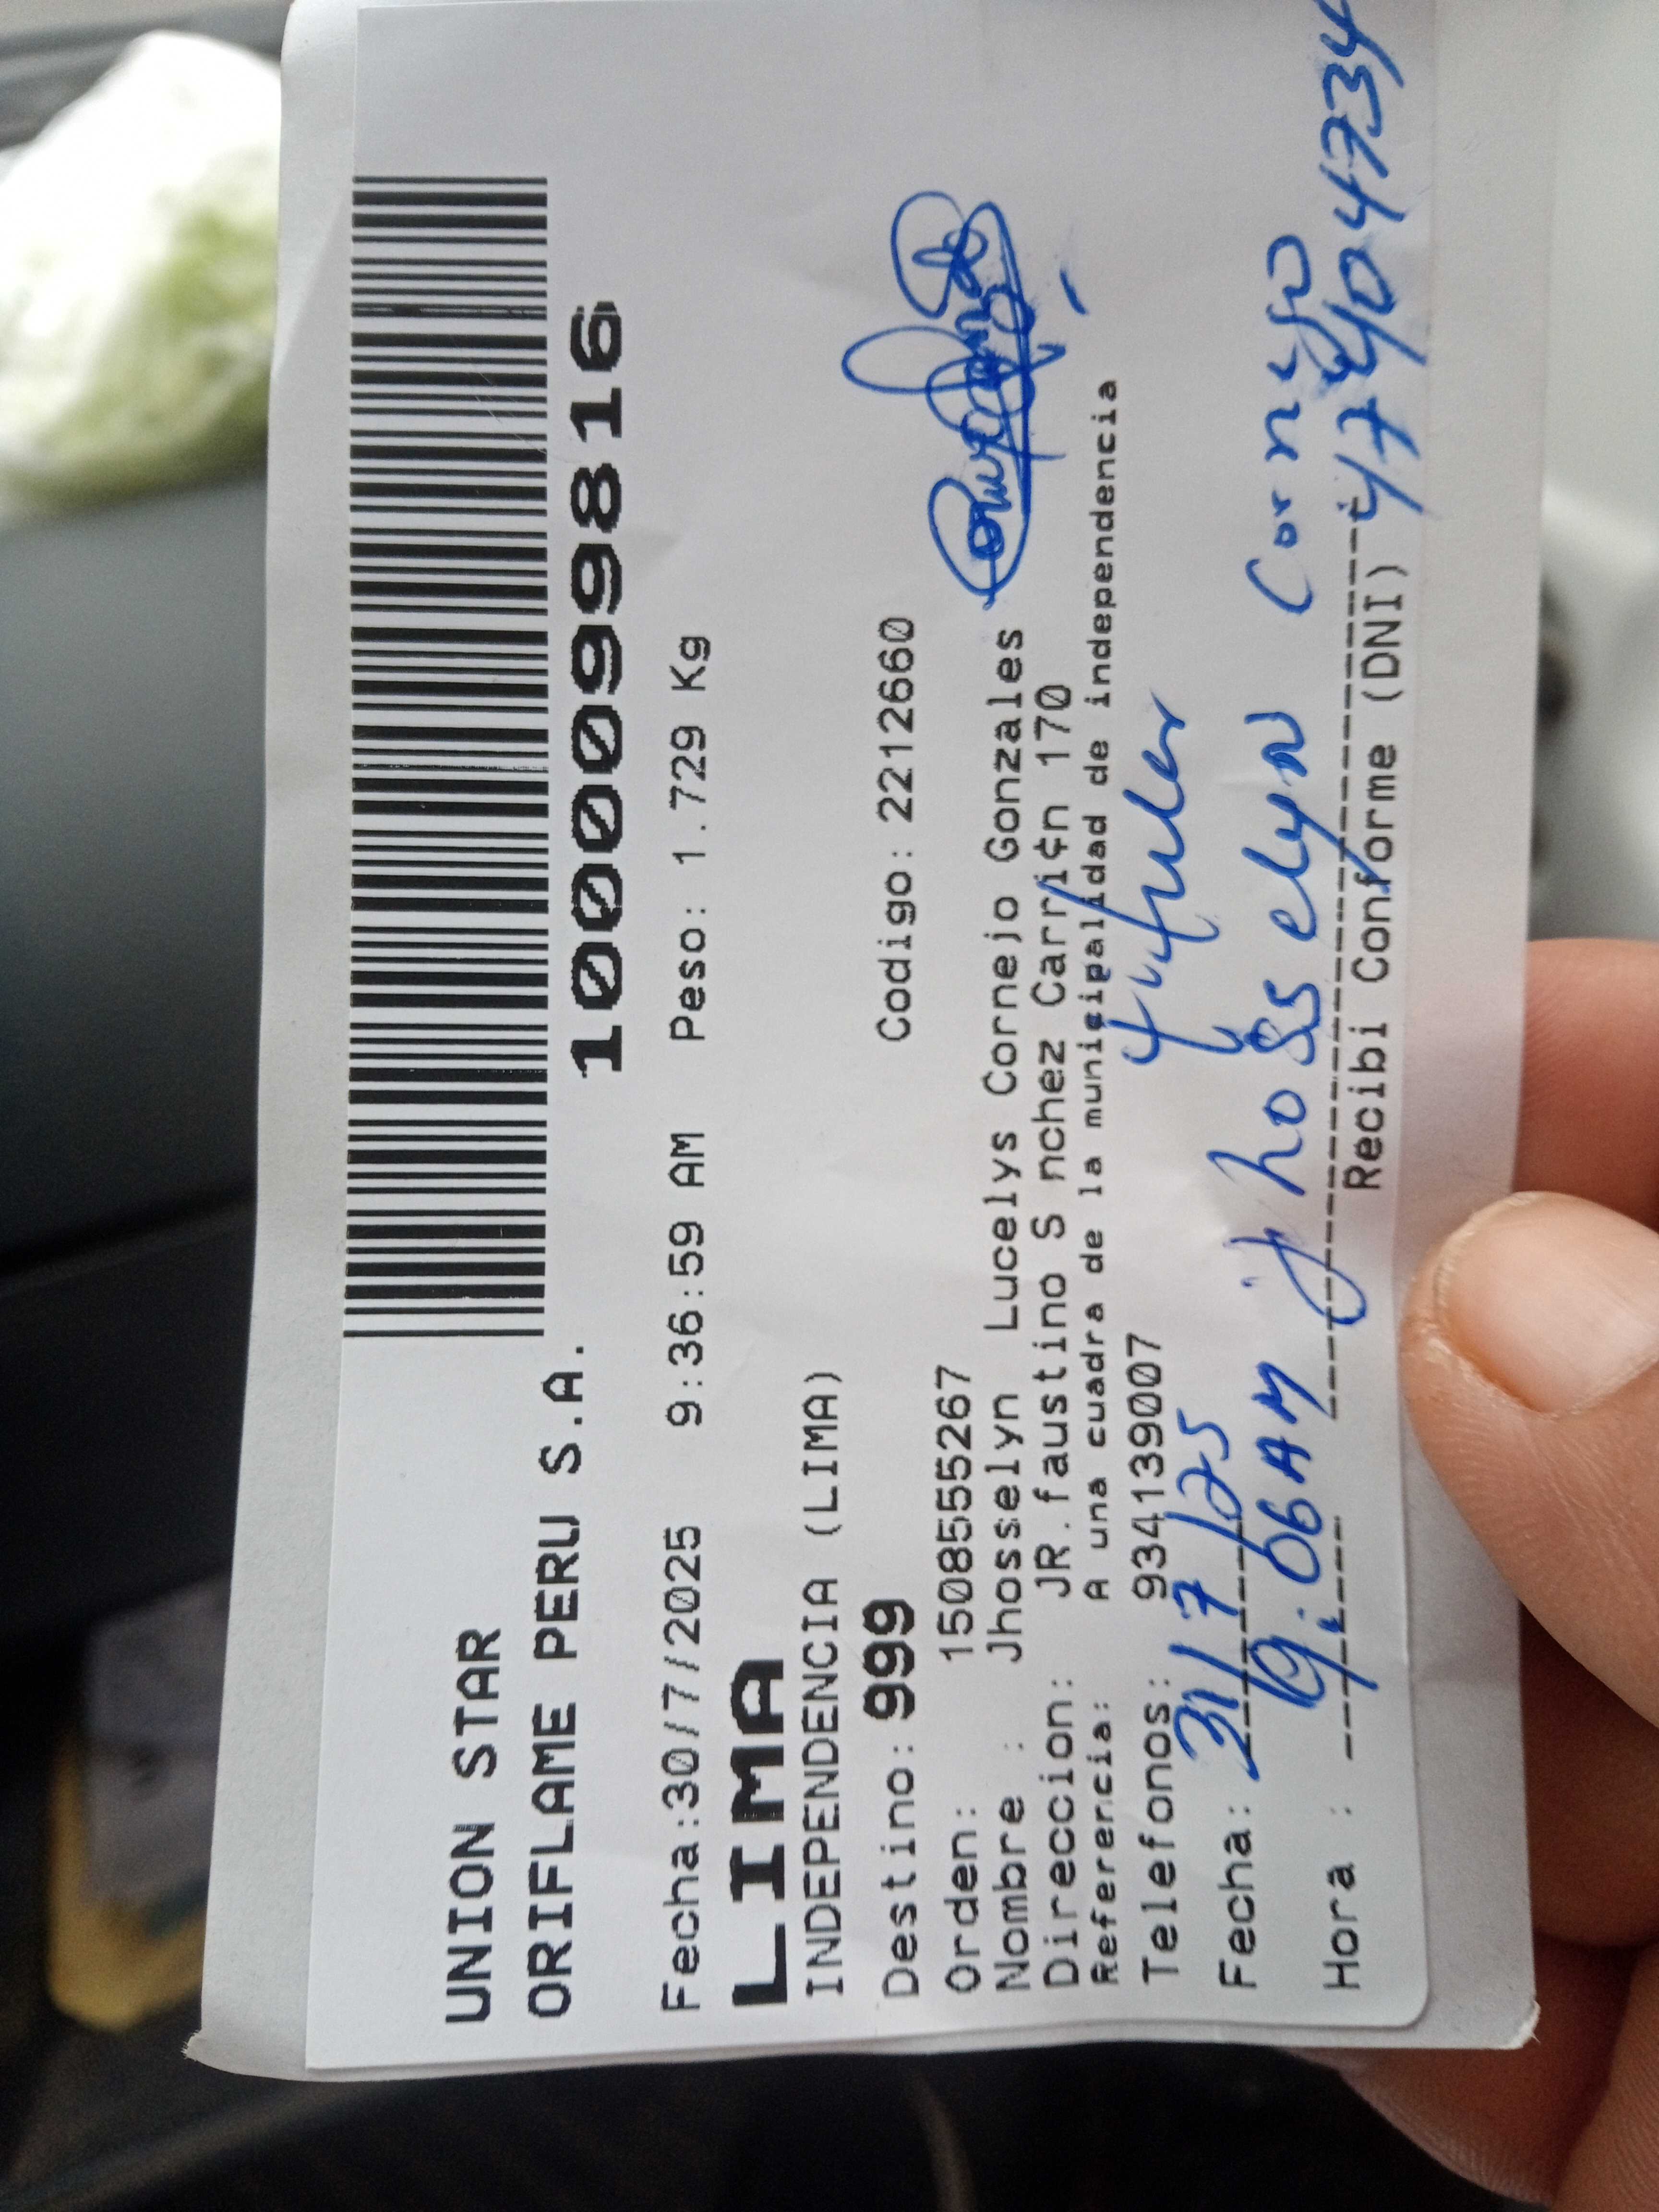 UNION STAR
ORIFLAME PERU S.A.
1000099816
Fecha:30/7/2025 9:36:59 AM Peso: 1.729 Kg
LIMA
INDEPENDENCIA (LIMA)
Destino: 999 Codigo: 2212660
Orden: 1508555267
Nombre : Jhosselyn Lucelys Cornejo Gonzales
Direccion: JR.faustino S nchez Carri¢n 170
Referencia: A una cuadra de la municipalidad de independencia
Telefonos: 934139007
Fecha: 31/7/25
Hora : 9:06AM Jhosselyn Cornejo
Recibi Conforme (DNI)